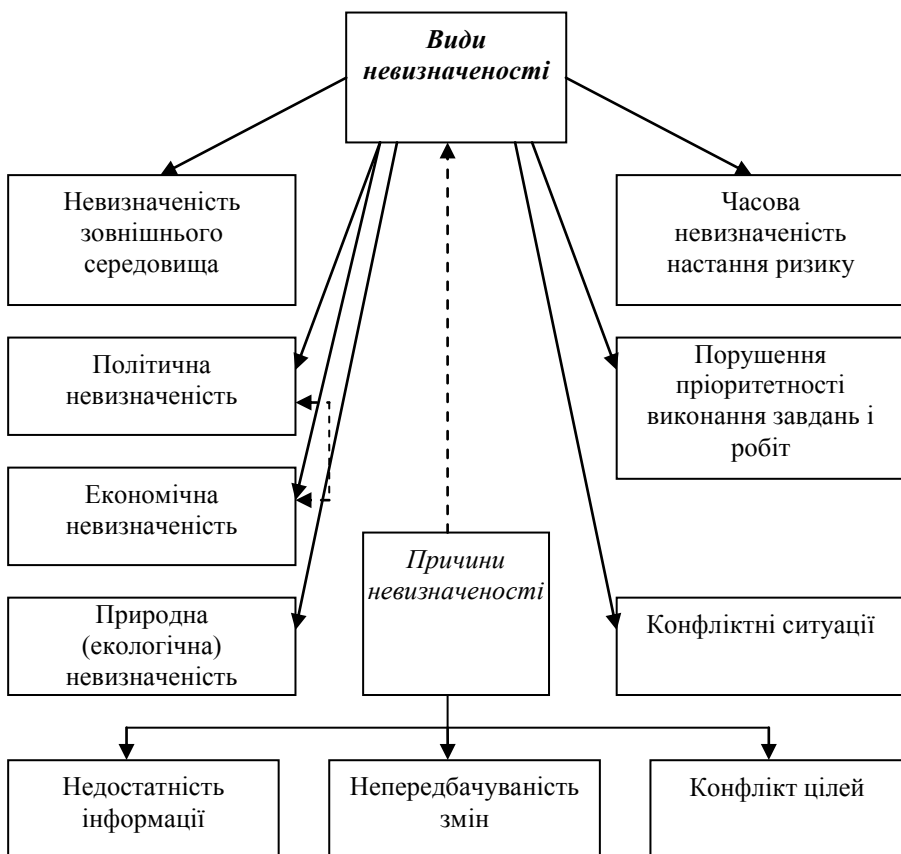 Види
невизначеності
Невизначеність
зовнішнього
середовища
Часова
невизначеність
настання ризику
Політична
невизначеність
Порушення
пріоритетності
виконання завдань і
робіт
Економічна
невизначеність
Причини
невизначеності
Природна
(екологічна)
невизначеність
Конфліктні ситуації
Недостатність
інформації
Непередбачуваність
змін
Конфлікт цілей